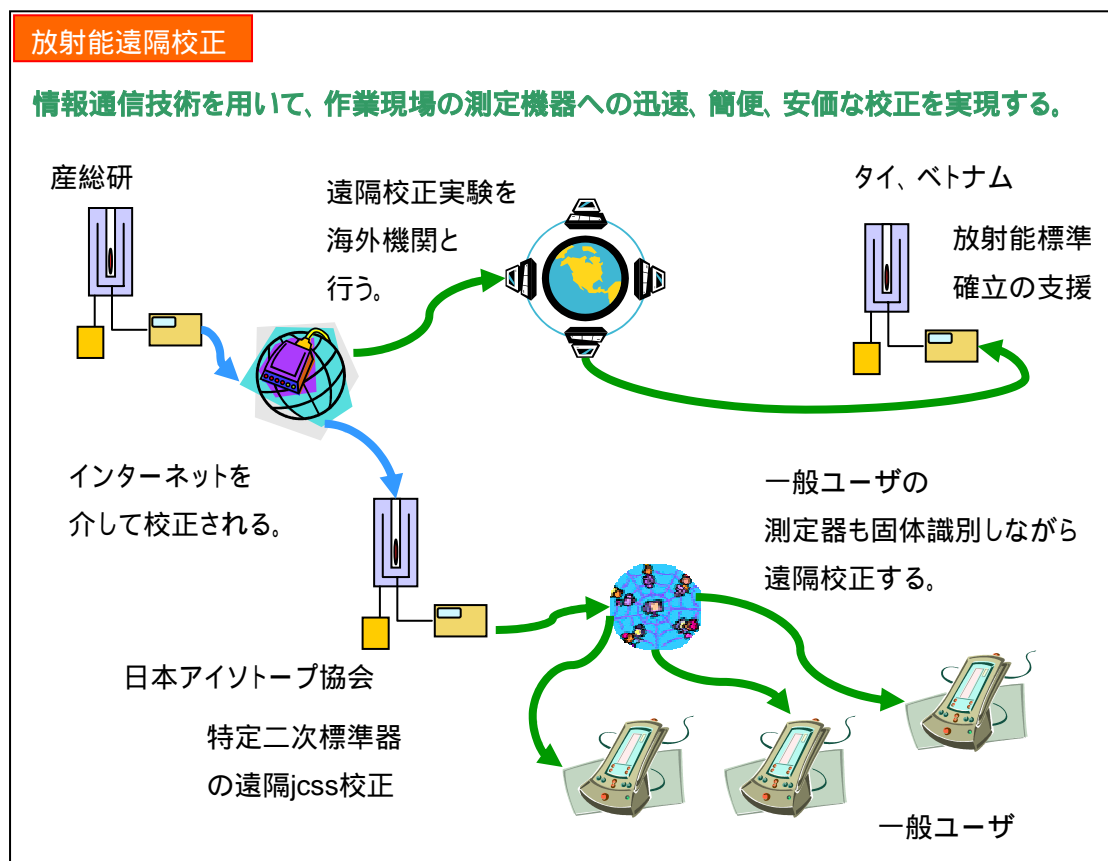 放射能遠隔校正
情報通信技術を用いて、作業現場の測定機器への迅速、簡便、安価な校正を実現する。
産総研
遠隔校正実験を
海外機関と
行う。
タイ、ベトナム
放射能標準
確立の支援
インターネットを
介して校正される。
一般ユーザの
測定器も固体識別しながら
遠隔校正する。
日本アイソトープ協会
特定二次標準器
の遠隔jcss校正
一般ユーザ